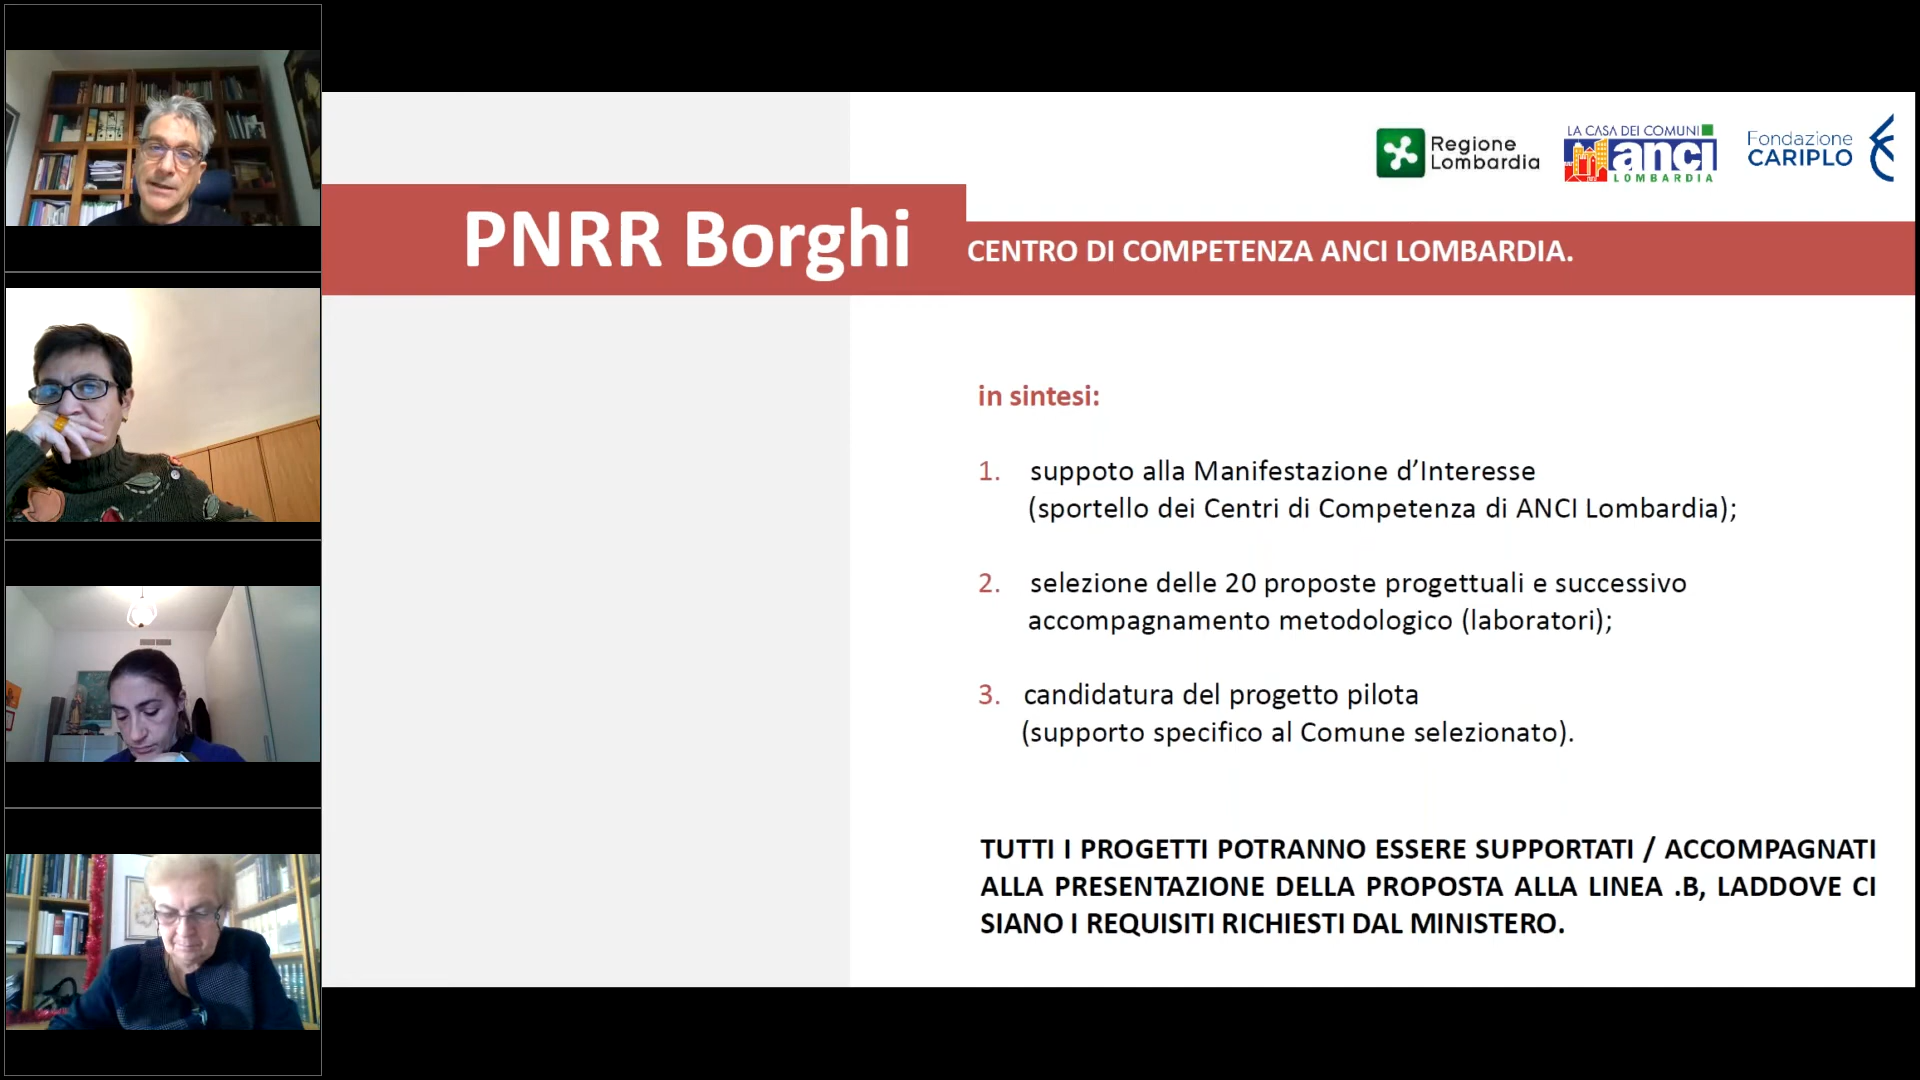 Regione
Lombardia
LA CASA DEI COMUNI
anci
LOMBARDIA
Fondazione
CARIPLO
PNRR Borghi
CENTRO DI COMPETENZA ANCI LOMBARDIA.
in sintesi:
1. suppoto alla Manifestazione d’Interesse
(sportello dei Centri di Competenza di ANCI Lombardia);
2. selezione delle 20 proposte progettuali e successivo
accompagnamento metodologico (laboratori);
3. candidatura del progetto pilota
(supporto specifico al Comune selezionato).
TUTTI I PROGETTI POTRANNO ESSERE SUPPORTATI / ACCOMPAGNATI
ALLA PRESENTAZIONE DELLA PROPOSTA ALLA LINEA .B, LADDOVE CI
SIANO I REQUISITI RICHIESTI DAL MINISTERO.